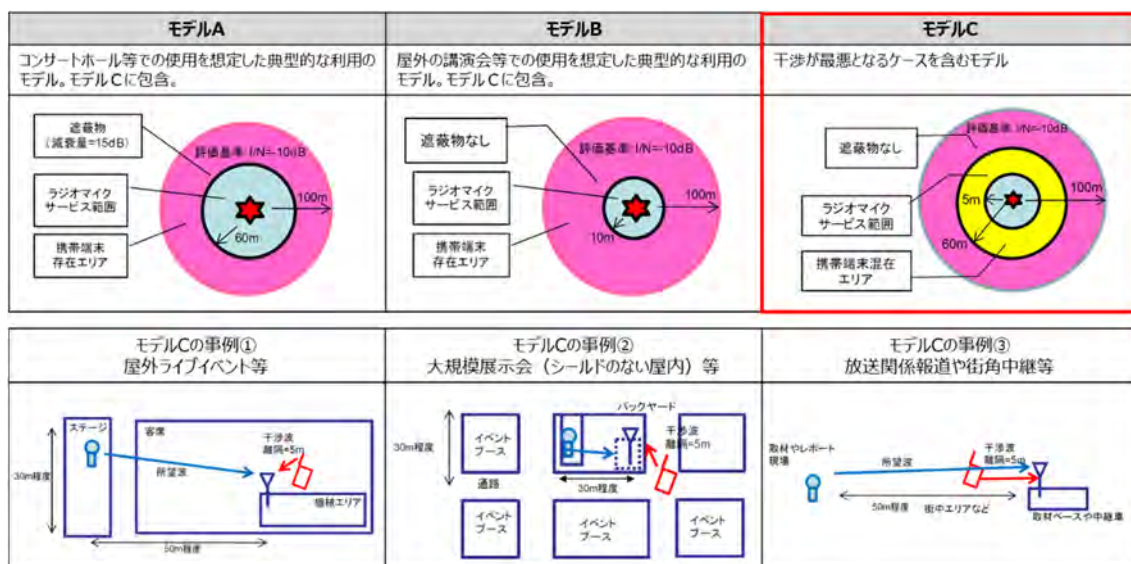 モデルA
モデルB
モデルC
コンサートホール等での使用を想定した典型的な利用の
モデル。モデルCに包含。
屋外の講演会等での使用を想定した典型的な利用の
モデル。モデルCに包含。
干渉が最悪となるケースを含むモデル
遮蔽物
(減衰量=15dB)
評価基準: I/N=-10dB
ラジオマイク
サービス範囲
100m
60m
携帯端末
存在エリア
遮蔽物なし
評価基準: I/N=-10dB
ラジオマイク
サービス範囲
100m
10m
携帯端末
存在エリア
評価基準: I/N=-10dB
遮蔽物なし
100m
ラジオマイク
サービス範囲
5m
60m
携帯端末混在
エリア
モデルCの事例①
屋外ライブイベント等
モデルCの事例②
大規模展示会(シールドのない屋内)等
モデルCの事例③
放送関係報道や街角中継等
ステージ
客席
干渉波
離隔=5m
30m程度
所望波
機械エリア
50m程度
バックヤード
イベント
ブース
干渉波
離隔=5m
30m程度
通路
30m程度
イベント
ブース
イベント
ブース
イベント
ブース
取材やレポート
現場
所望波
干渉波
離隔=5m
50m程度
街中エリアなど
取材ベースや中継車